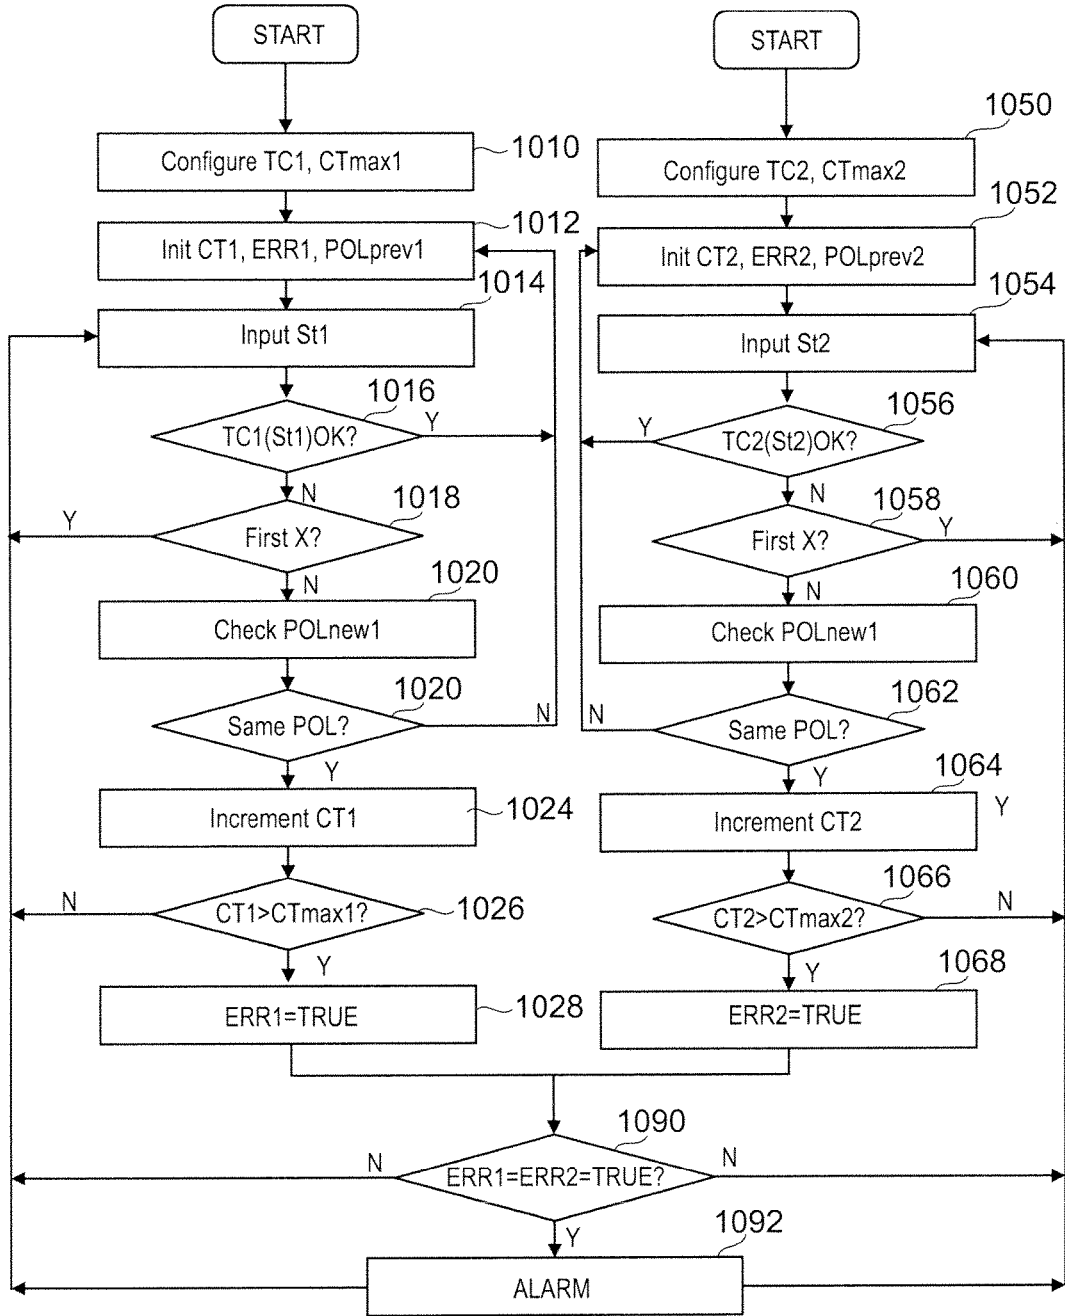 START
Configure TC1, CTmax1
1010
Init CT1, ERR1, POLprev1
1012
Input St1
1014
TC1(St1)OK?
1016
Y
N
First X?
1018
Y
N
Check POLnew1
1020
Same POL?
1020
N
Y
Increment CT1
1024
CT1>CTmax1?
1026
N
Y
ERR1=TRUE
1028
START
Configure TC2, CTmax2
1050
Init CT2, ERR2, POLprev2
1052
Input St2
1054
TC2(St2)OK?
1056
Y
N
First X?
1058
Y
N
Check POLnew1
1060
Same POL?
1062
N
Y
Increment CT2
1064
Y
CT2>CTmax2?
1066
N
Y
ERR2=TRUE
1068
ERR1=ERR2=TRUE?
1090
N
N
Y
ALARM
1092